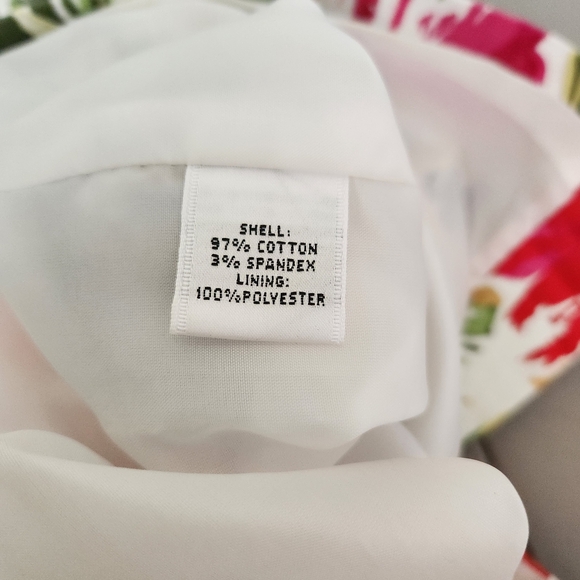 SHELL:
97% COTTON
3% SPANDEX
LINING:
100%POLYESTER